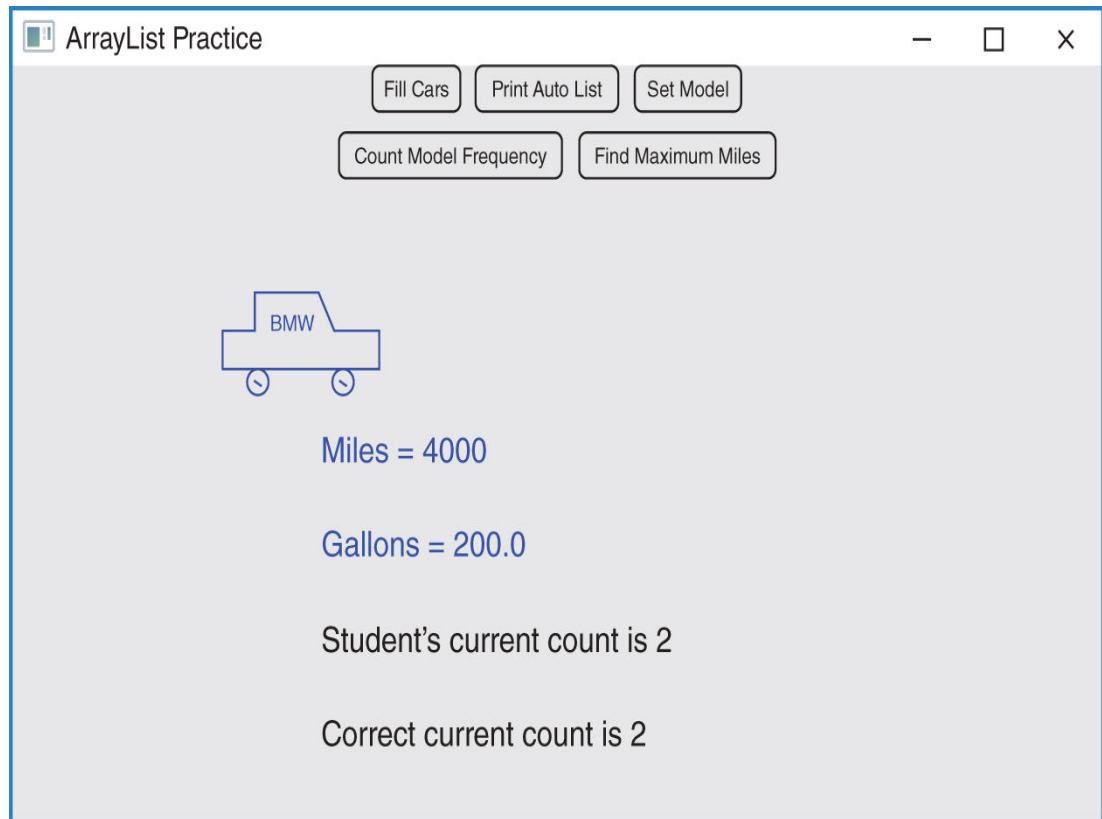 ArrayList Practice
Fill Cars Print Auto List Set Model
Count Model Frequency Find Maximum Miles
BMW
Miles = 4000
Gallons = 200.0
Student’s current count is 2
Correct current count is 2